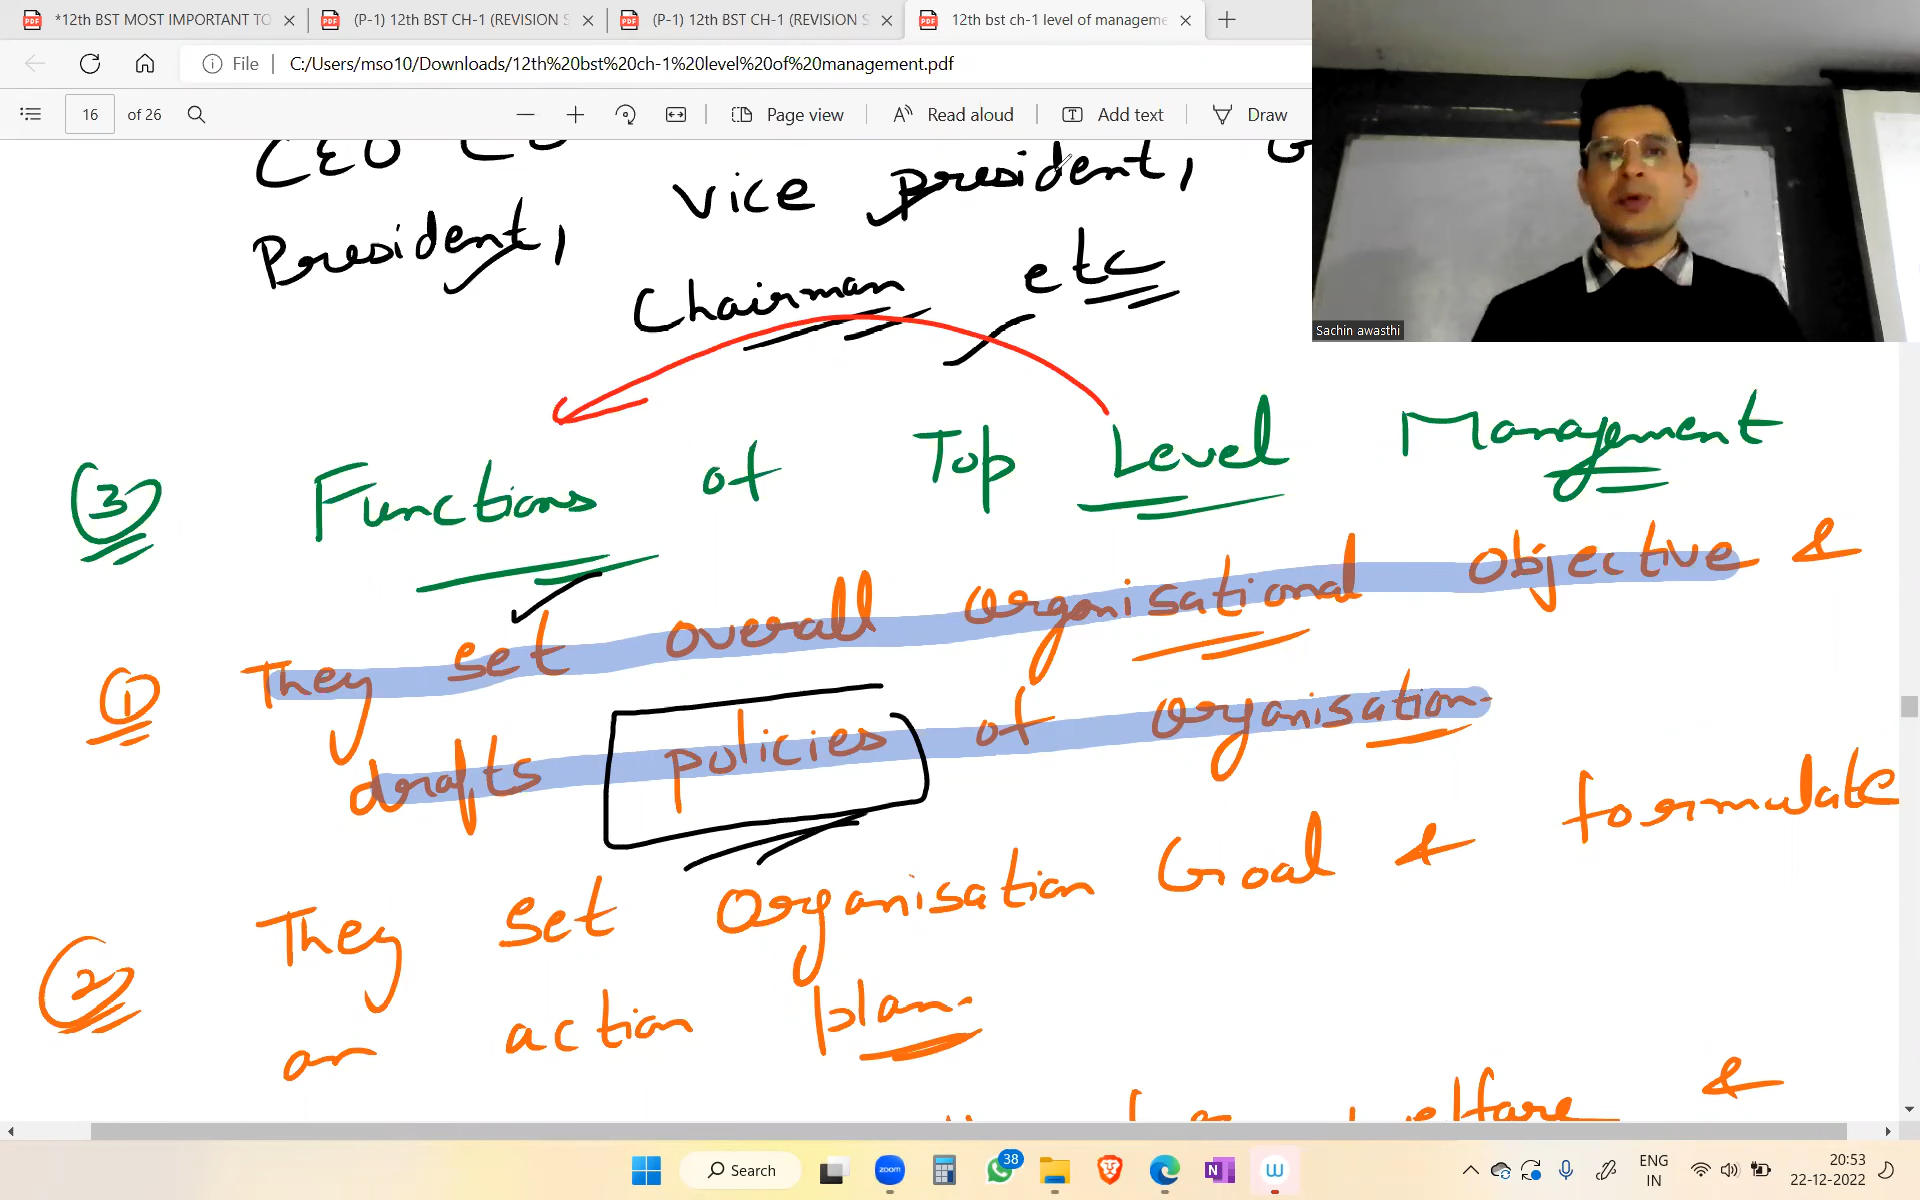 *12th BST MOST IMPORTANT TO
(P-1) 12th BST CH-1 (REVISION S
(P-1) 12th BST CH-1 (REVISION S
12th bst ch-1 level of manageme
File C:/Users/mso10/Downloads/12th%20bst%20ch-1%20level%20of%20management.pdf
16 of 26 Page view Read aloud Add text Draw
CEO
President, Vice President,
Chairman etc
Sachin awasthi
3 Functions of Top Level Management
1 They set overall organisational objective &
drafts policies of organisation.
2 They set organisation Goal & formulate
an action plan.
welfare &
Search zoom 38 N W
ENG
IN
20:53
22-12-2022